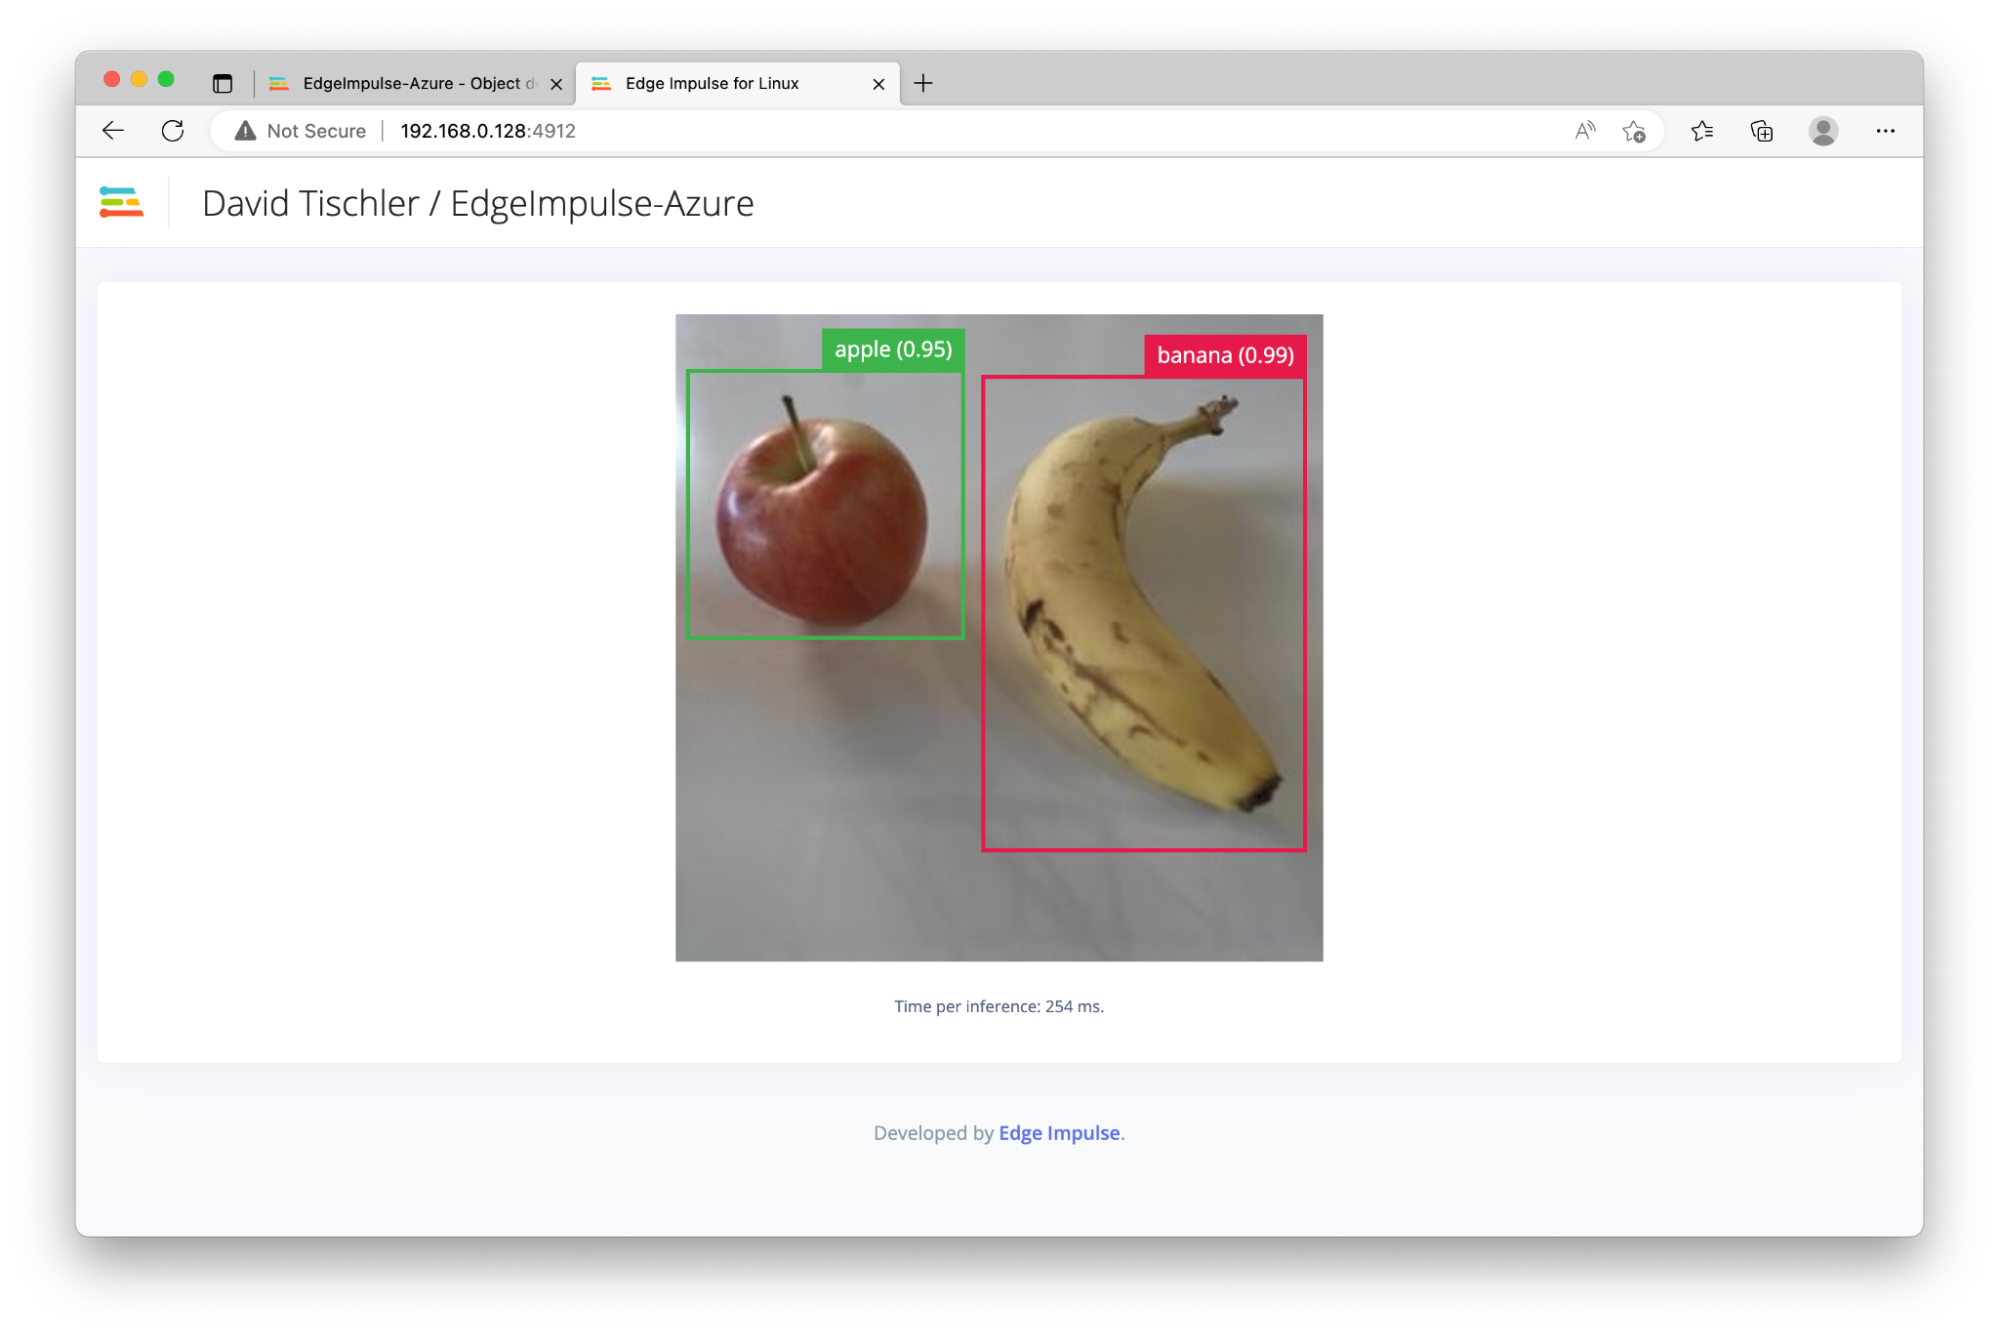 EdgeImpulse-Azure - Object d
Edge Impulse for Linux
Not Secure
192.168.0.128:4912
David Tischler / EdgeImpulse-Azure
apple (0.95)
banana (0.99)
Time per inference: 254 ms.
Developed by Edge Impulse.